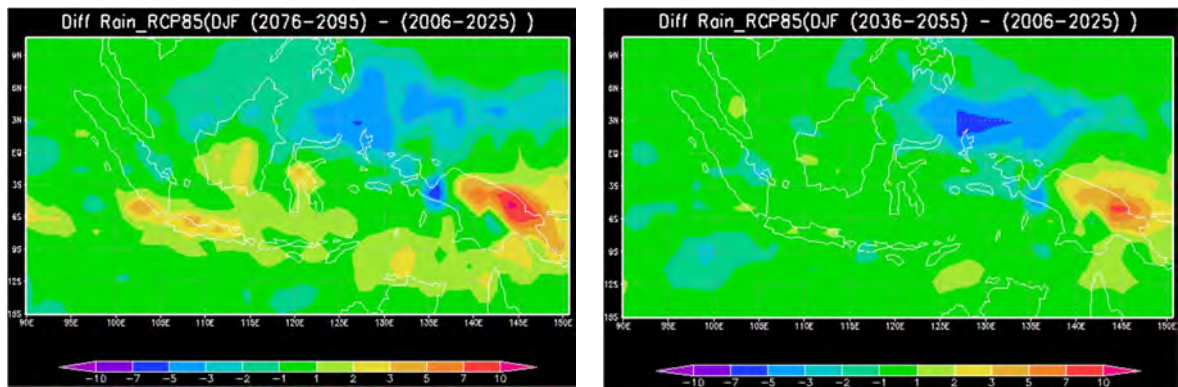 Diff Rain_RCP85(DJF (2076-2095) - (2006-2025) )
9N
6N
3N
EQ
3S
6S
9S
12S
15S
90E 95E 100E 105E 110E 115E 120E 125E 130E 135E 140E 145E 150E
-10 -7 -5 -3 -2 -1 1 2 3 5 7 10
Diff Rain_RCP85(DJF (2036-2055) - (2006-2025) )
9N
6N
3N
EQ
3S
6S
9S
12S
15S
90E 95E 100E 105E 110E 115E 120E 125E 130E 135E 140E 145E 150E
-10 -7 -5 -3 -2 -1 1 2 3 5 7 10